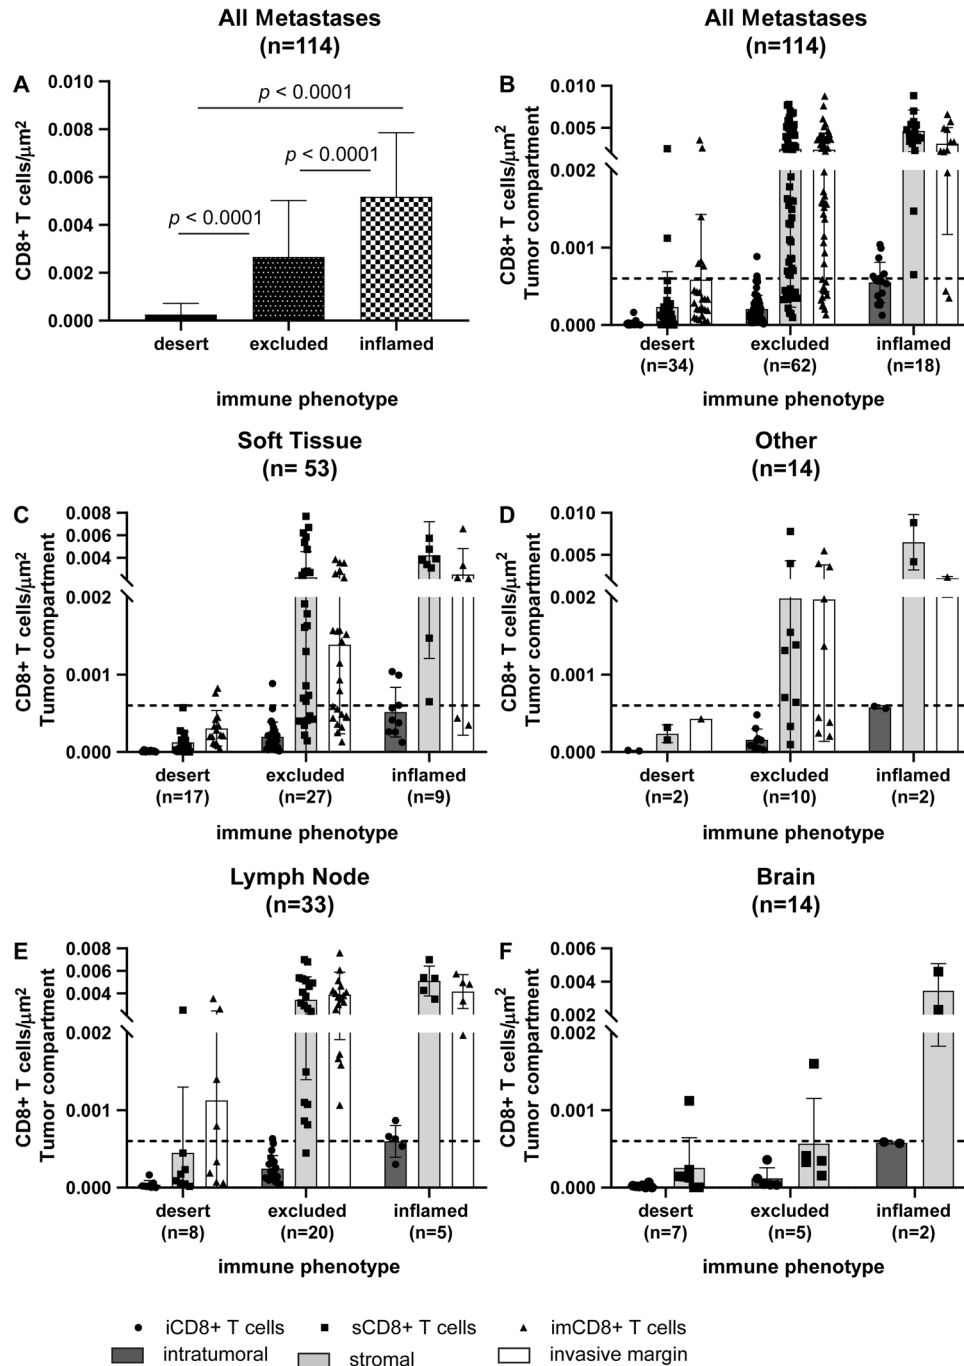 All Metastases
(n=114)
A
CD8+ T cells/μm2
0.010
0.008
0.006
0.004
0.002
0.000
p < 0.0001
p < 0.0001
p < 0.0001
desert
excluded
inflamed
immune phenotype
All Metastases
(n=114)
B
CD8+ T cells/μm2
Tumor compartment
0.010
0.005
0.002
0.001
0.000
desert
(n=34)
excluded
(n=62)
inflamed
(n=18)
immune phenotype
Soft Tissue
(n= 53)
C
CD8+ T cells/μm2
Tumor compartment
0.008
0.006
0.004
0.002
0.001
0.000
desert
(n=17)
excluded
(n=27)
inflamed
(n=9)
immune phenotype
Other
(n=14)
D
CD8+ T cells/μm2
Tumor compartment
0.010
0.005
0.002
0.001
0.000
desert
(n=2)
excluded
(n=10)
inflamed
(n=2)
immune phenotype
Lymph Node
(n=33)
E
CD8+ T cells/μm2
Tumor compartment
0.008
0.006
0.004
0.002
0.001
0.000
desert
(n=8)
excluded
(n=20)
inflamed
(n=5)
immune phenotype
Brain
(n=14)
F
CD8+ T cells/μm2
Tumor compartment
0.006
0.004
0.002
0.002
0.001
0.000
desert
(n=7)
excluded
(n=5)
inflamed
(n=2)
immune phenotype
iCD8+ T cells
sCD8+ T cells
imCD8+ T cells
intratumoral
stromal
invasive margin